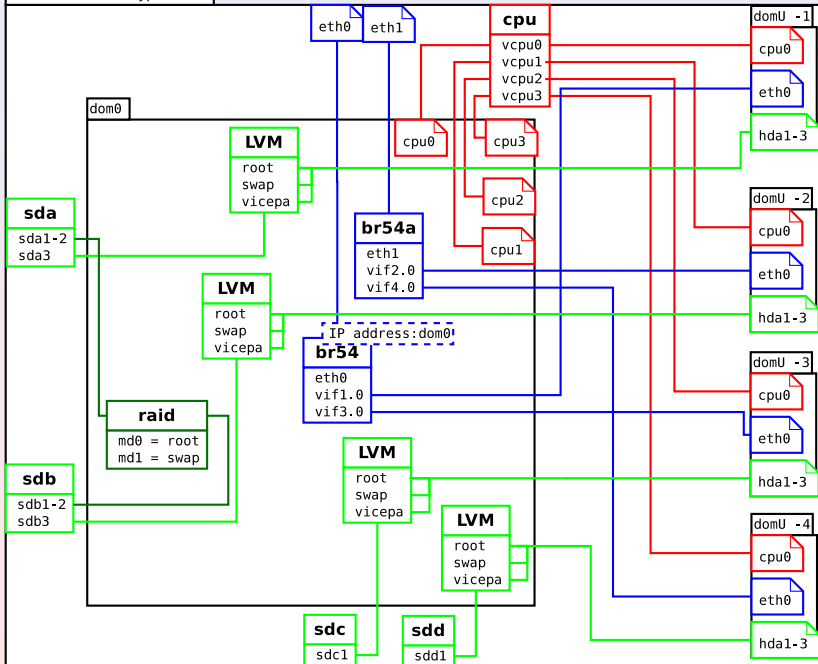 eth0
eth1
cpu
vcpu0
vcpu1
vcpu2
vcpu3
domU -1
cpu0
eth0
hda1-3
dom0
cpu0
cpu3
cpu2
cpu1
LVM
root
swap
vicepa
sda
sda1-2
sda3
br54a
eth1
vif2.0
vif4.0
domU -2
cpu0
eth0
hda1-3
LVM
root
swap
vicepa
IP address:dom0
br54
eth0
vif1.0
vif3.0
domU -3
cpu0
eth0
hda1-3
raid
md0 = root
md1 = swap
sdb
sdb1-2
sdb3
LVM
root
swap
vicepa
LVM
root
swap
vicepa
domU -4
cpu0
eth0
hda1-3
sdc
sdc1
sdd
sdd1